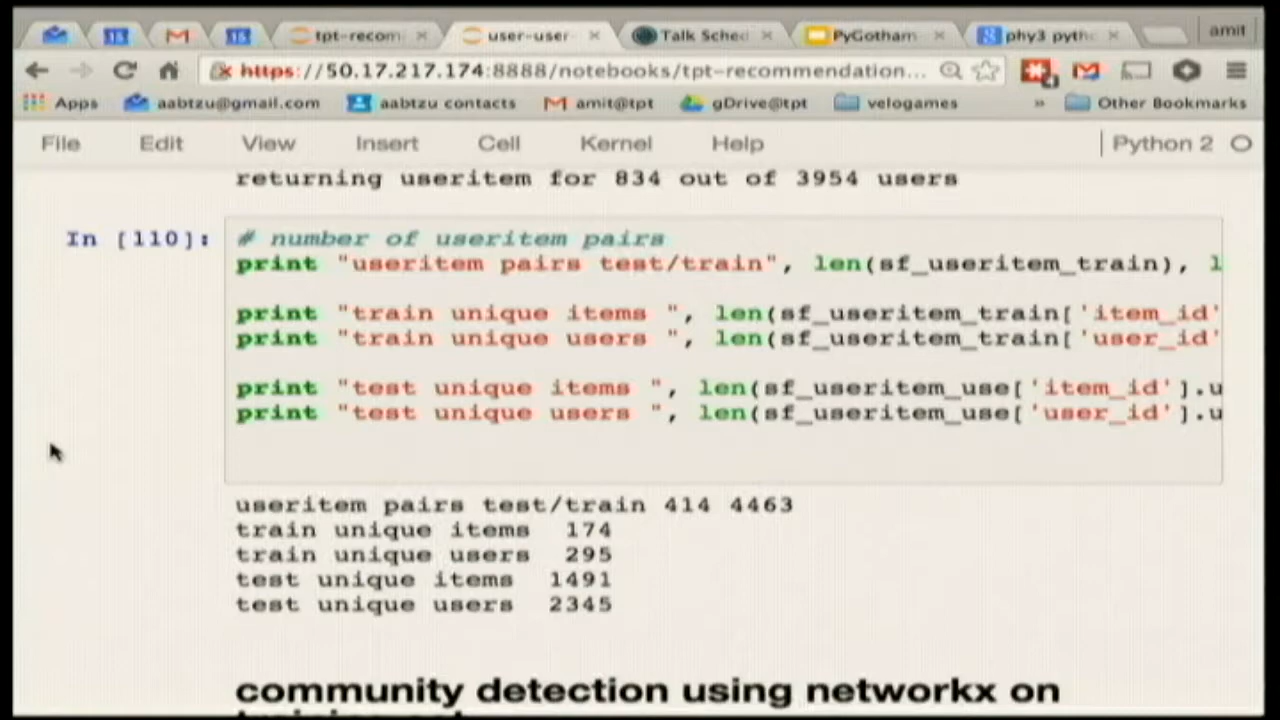 tpt-recom
user-user
Talk Sched
PyGotham
phy3 pytho
amit
https://50.17.217.174:8888/notebooks/tpt-recommendation...
Apps
aabtzu@gmail.com
aabtzu contacts
amit@tpt
gDrive@tpt
velogames
»
Other Bookmarks
File Edit View Insert Cell Kernel Help
Python 2
returning useritem for 834 out of 3954 users
In [110]:
# number of useritem pairs
print "useritem pairs test/train", len(sf_useritem_train), l
print "train unique items ", len(sf_useritem_train['item_id'
print "train unique users ", len(sf_useritem_train['user_id'
print "test unique items ", len(sf_useritem_use['item_id'].u
print "test unique users ", len(sf_useritem_use['user_id'].u
useritem pairs test/train 414 4463
train unique items 174
train unique users 295
test unique items 1491
test unique users 2345
community detection using networkx on